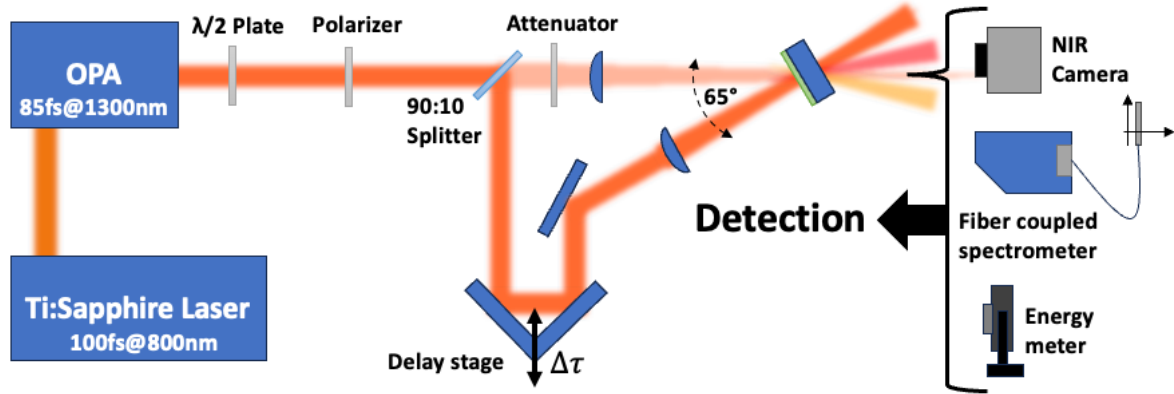 λ/2 Plate
Polarizer
Attenuator
OPA
85fs@1300nm
90:10
Splitter
65°
NIR
Camera
Detection
Fiber coupled
spectrometer
Ti:Sapphire Laser
100fs@800nm
Delay stage
Δτ
Energy
meter